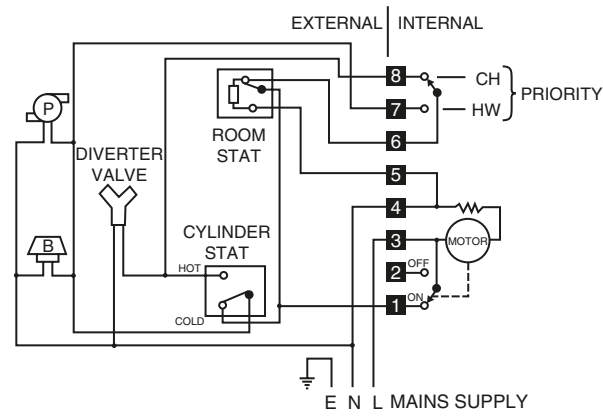 EXTERNAL INTERNAL
8 CH
7 HW
PRIORITY
6
5
4
3
2 OFF
1 ON
MOTOR
P
B
ROOM
STAT
DIVERTER
VALVE
CYLINDER
STAT
HOT
COLD
E N L MAINS SUPPLY